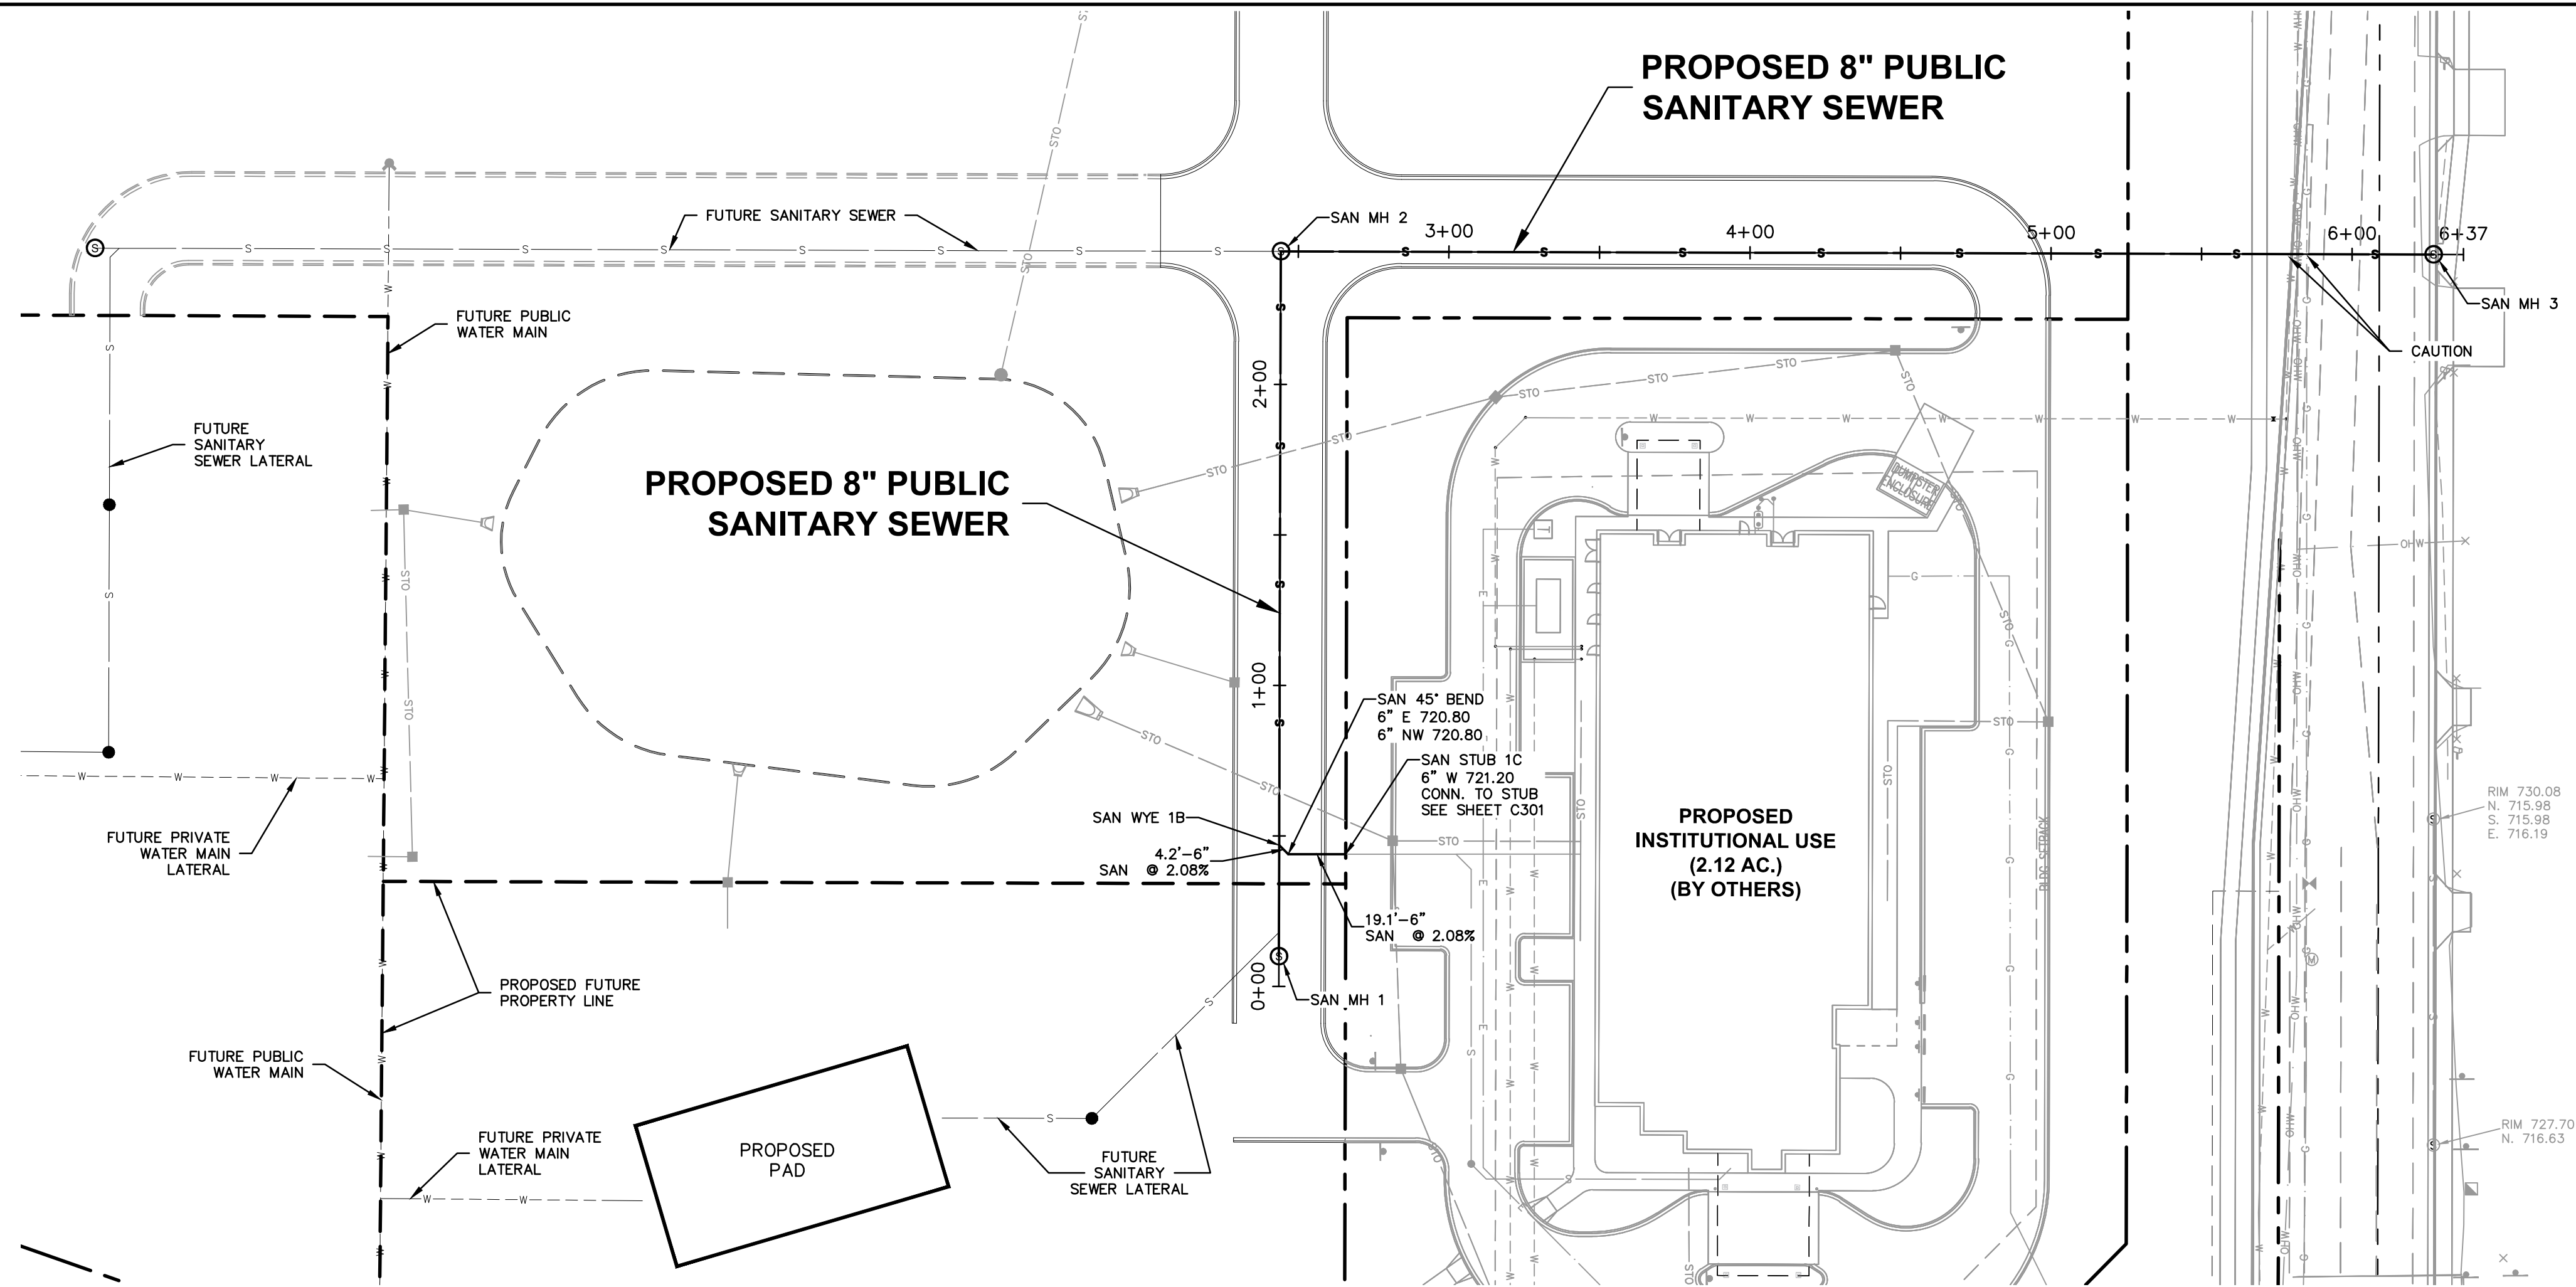 PROPOSED 8" PUBLIC
SANITARY SEWER
FUTURE SANITARY SEWER
SAN MH 2
3+00
4+00
5+00
6+00
6+37
SAN MH 3
CAUTION
FUTURE PUBLIC
WATER MAIN
FUTURE
SANITARY
SEWER LATERAL
2+00
PROPOSED 8" PUBLIC
SANITARY SEWER
DUMPSTER
ENCLOSURE
1+00
SAN 45° BEND
6" E 720.80
6" NW 720.80
SAN STUB 1C
6" W 721.20
CONN. TO STUB
SEE SHEET C301
SAN WYE 1B
4.2'-6"
SAN @ 2.08%
19.1'-6"
SAN @ 2.08%
PROPOSED
INSTITUTIONAL USE
(2.12 AC.)
(BY OTHERS)
BLDG SETBACK
RIM 730.08
N. 715.98
S. 715.98
E. 716.19
FUTURE PRIVATE
WATER MAIN
LATERAL
PROPOSED FUTURE
PROPERTY LINE
0+00
SAN MH 1
FUTURE PUBLIC
WATER MAIN
RIM 727.70
N. 716.63
FUTURE PRIVATE
WATER MAIN
LATERAL
PROPOSED
PAD
FUTURE
SANITARY
SEWER LATERAL